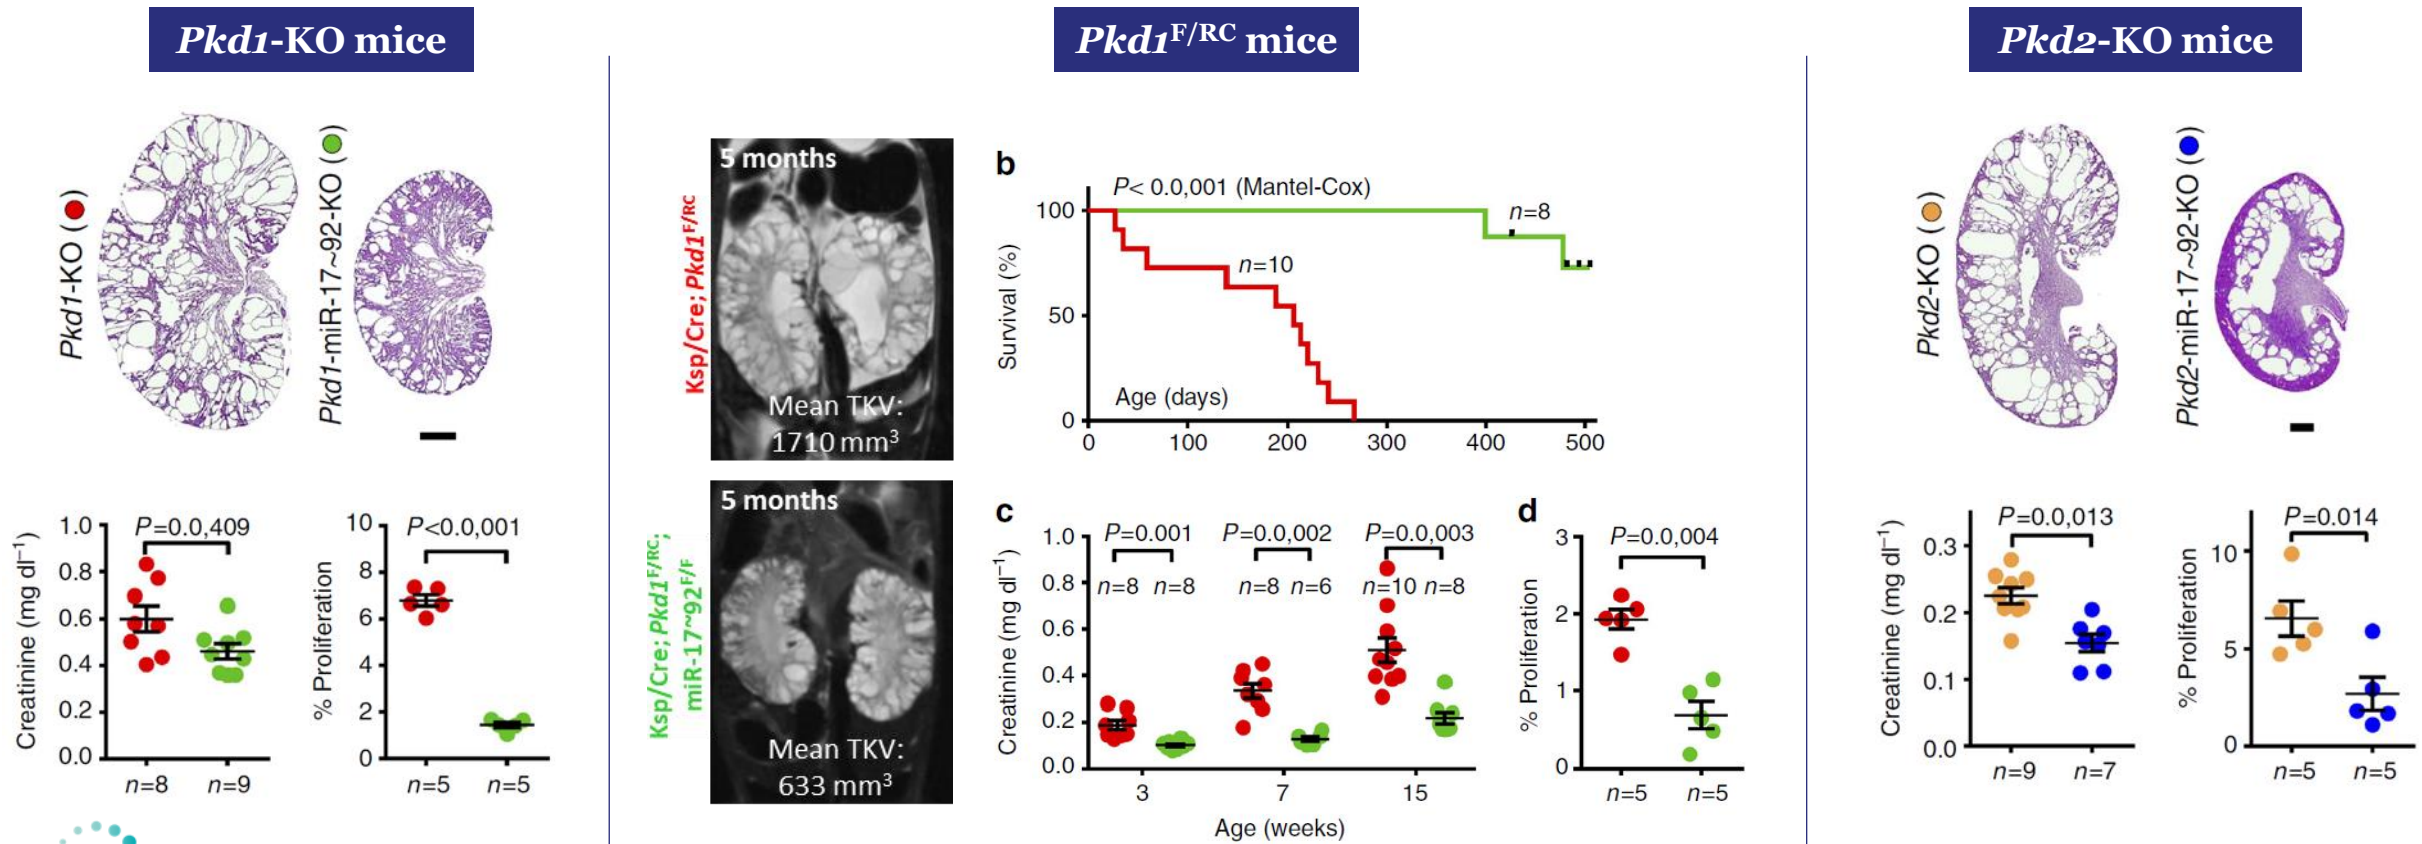 Pkd1-KO mice
Pkd1-KO ( )
Pkd1-miR-17~92-KO ( )
Creatinine (mg dl⁻¹)
1.0
0.8
0.6
0.4
0.2
0.0
P=0.0,409
n=8
n=9
% Proliferation
10
8
6
4
2
0
P<0.0,001
n=5
n=5
Pkd1F/RC mice
Ksp/Cre; Pkd1F/RC
5 months
Mean TKV:
1710 mm³
Ksp/Cre; Pkd1F/RC;
miR-17~92F/F
5 months
Mean TKV:
633 mm³
b
P< 0.0,001 (Mantel-Cox)
Survival (%)
100
50
0
n=8
n=10
Age (days)
0
100
200
300
400
500
c
Creatinine (mg dl⁻¹)
1.0
0.8
0.6
0.4
0.2
0.0
P=0.001
P=0.0,002
P=0.0,003
n=8
n=8
n=8
n=6
n=10
n=8
3
7
15
Age (weeks)
d
% Proliferation
3
2
1
0
P=0.0,004
n=5
n=5
Pkd2-KO mice
Pkd2-KO ( )
Pkd2-miR-17~92-KO ( )
Creatinine (mg dl⁻¹)
0.3
0.2
0.1
0.0
P=0.0,013
n=9
n=7
% Proliferation
10
5
0
P=0.014
n=5
n=5